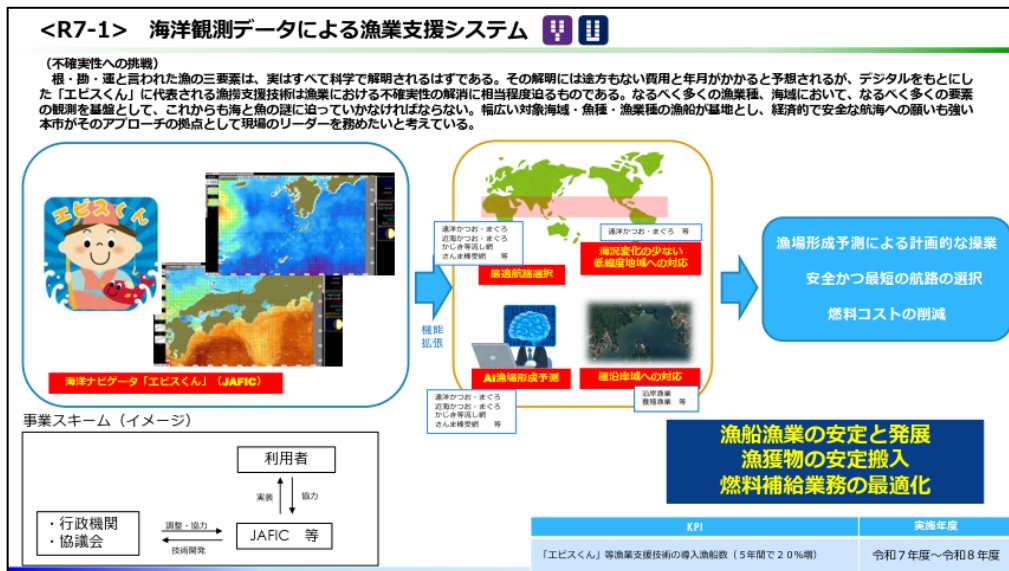 <R7-1> 海洋観測データによる漁業支援システム
（不確実性への挑戦）
根・勘・運と言われた漁の三要素は、実はすべて科学で解明されるはずである。その解明には途方もない費用と年月がかかると予想されるが、デジタルをもとにし
た「エビスくん」に代表される漁撈支援技術は漁業における不確実性の解消に相当程度迫るものである。なるべく多くの漁業種、海域において、なるべく多くの要素
の観測を基盤として、これからも海と魚の謎に迫っていかなければならない。幅広い対象海域・魚種・漁業種の漁船が基地とし、経済的で安全な航海への願いも強い
本市がそのアプローチの拠点として現場のリーダーを務めたいと考えている。
エビスくん
海洋ナビゲータ「エビスくん」（JAFIC）
機能
拡張
遠洋かつお・まぐろ
近海かつお・まぐろ
かじき等流し網
さんま棒受網 等
最適航路選択
遠洋かつお・まぐろ 等
海況変化の少ない
低緯度地域への対応
AI漁場形成予測
遠洋かつお・まぐろ
近海かつお・まぐろ
かじき等流し網
さんま棒受網 等
極沿岸域への対応
沿岸漁業
養殖漁業 等
漁場形成予測による計画的な操業
安全かつ最短の航路の選択
燃料コストの削減
事業スキーム（イメージ）
利用者
実装
協力
・行政機関
・協議会
調整・協力
技術開発
JAFIC 等
漁船漁業の安定と発展
漁獲物の安定搬入
燃料補給業務の最適化
KPI
実施年度
「エビスくん」等漁業支援技術の導入漁船数（５年間で２０％増）
令和７年度～令和８年度